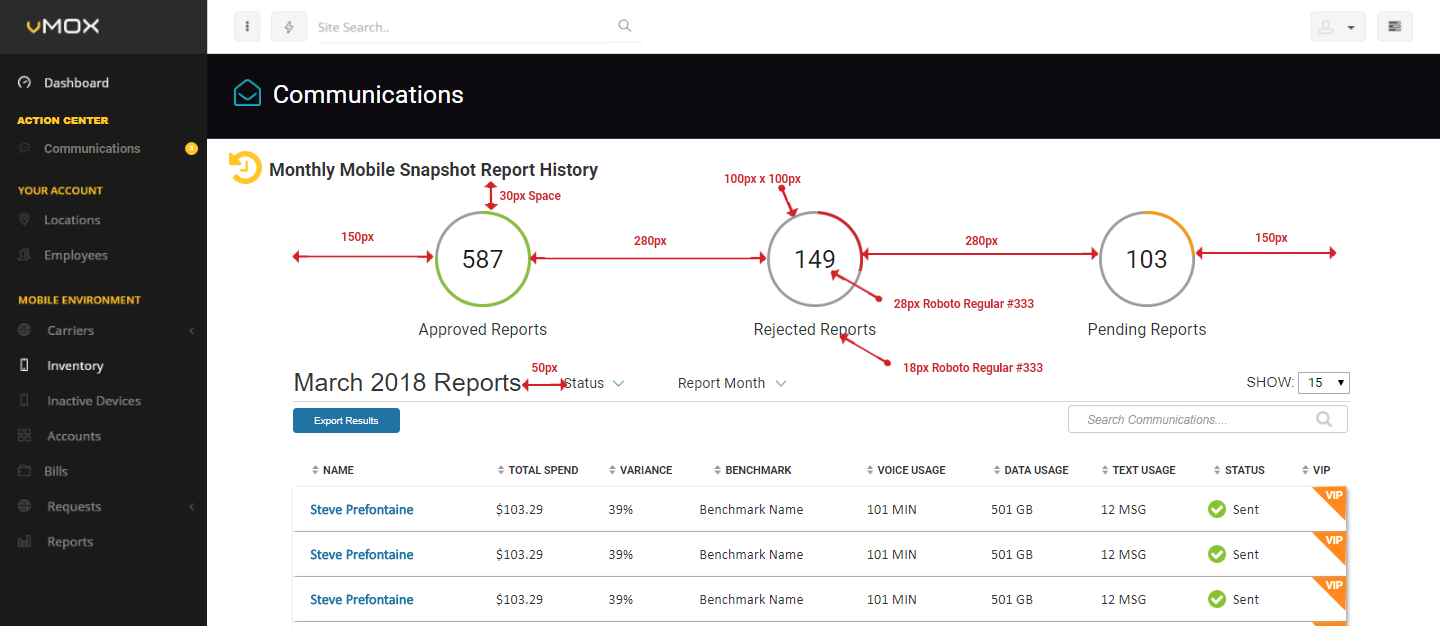 vMOX
Site Search..
Dashboard
ACTION CENTER
Communications 3
YOUR ACCOUNT
Locations
Employees
MOBILE ENVIRONMENT
Carriers
Inventory
Inactive Devices
Accounts
Bills
Requests
Reports
Communications
Monthly Mobile Snapshot Report History
30px Space
100px x 100px
150px
280px
280px
150px
587
149
103
28px Roboto Regular #333
Approved Reports
Rejected Reports
Pending Reports
18px Roboto Regular #333
50px
March 2018 Reports
Status
Report Month
SHOW: 15
Export Results
Search Communications....
NAME TOTAL SPEND VARIANCE BENCHMARK VOICE USAGE DATA USAGE TEXT USAGE STATUS VIP
Steve Prefontaine $103.29 39% Benchmark Name 101 MIN 501 GB 12 MSG Sent VIP
Steve Prefontaine $103.29 39% Benchmark Name 101 MIN 501 GB 12 MSG Sent VIP
Steve Prefontaine $103.29 39% Benchmark Name 101 MIN 501 GB 12 MSG Sent VIP